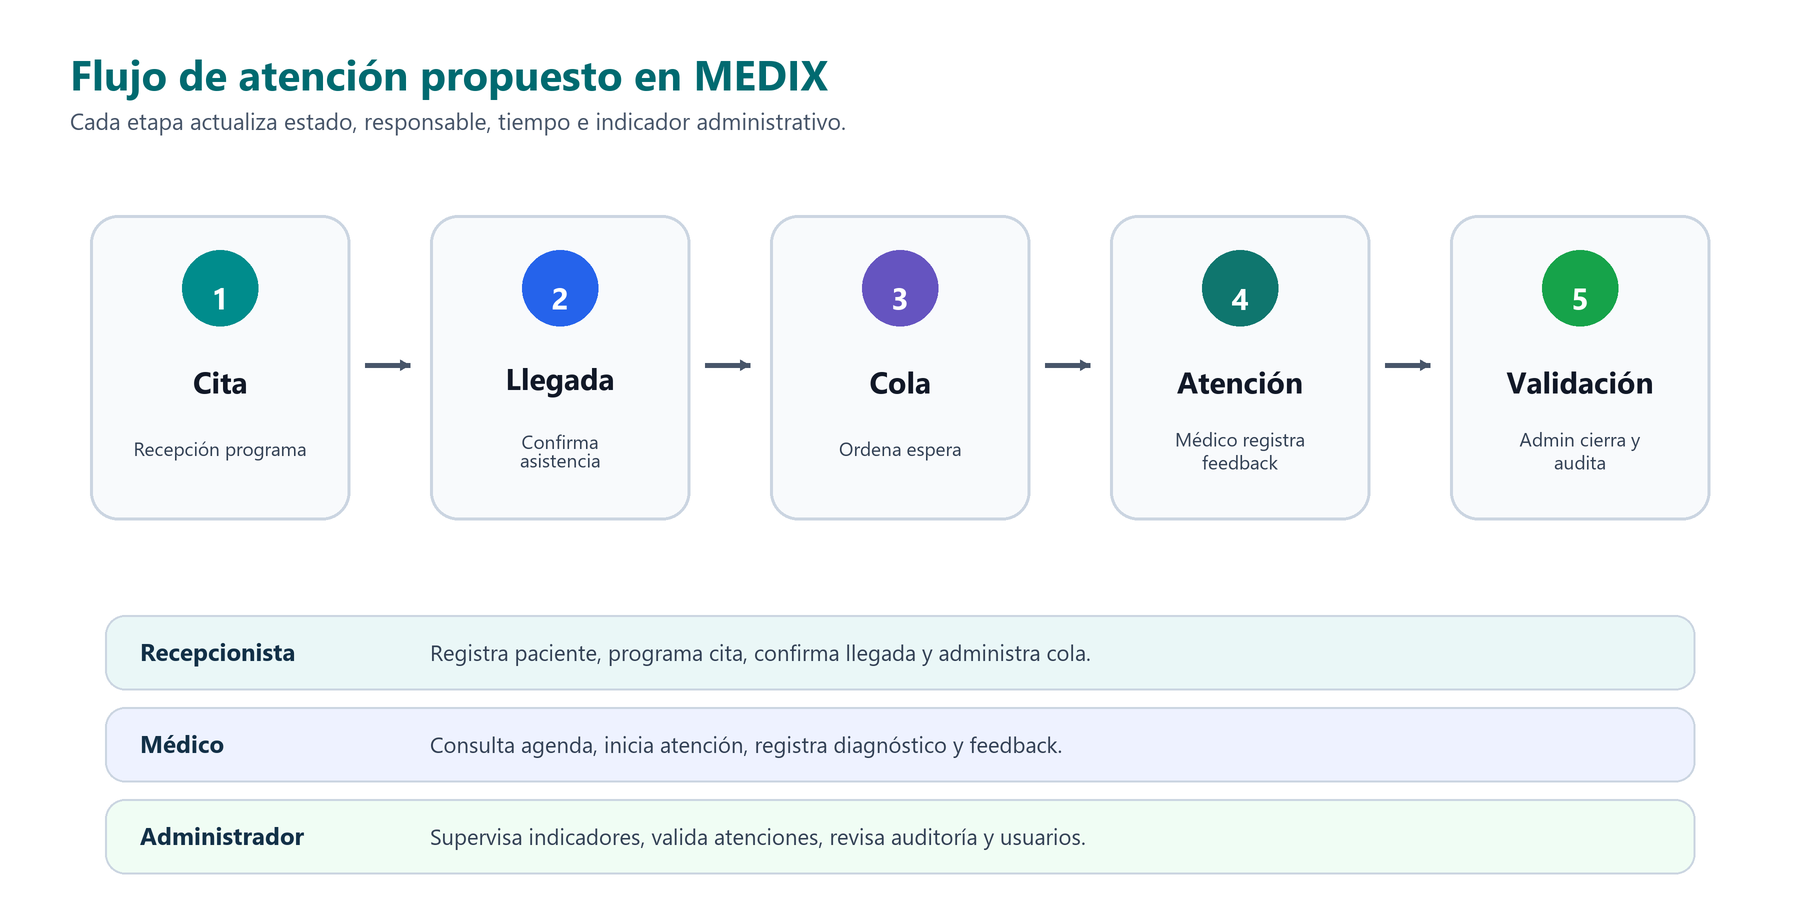 Flujo de atención propuesto en MEDIX
Cada etapa actualiza estado, responsable, tiempo e indicador administrativo.
1
Cita
Recepción programa
2
Llegada
Confirma
asistencia
3
Cola
Ordena espera
4
Atención
Médico registra
feedback
5
Validación
Admin cierra y
audita
Recepcionista
Registra paciente, programa cita, confirma llegada y administra cola.
Médico
Consulta agenda, inicia atención, registra diagnóstico y feedback.
Administrador
Supervisa indicadores, valida atenciones, revisa auditoría y usuarios.